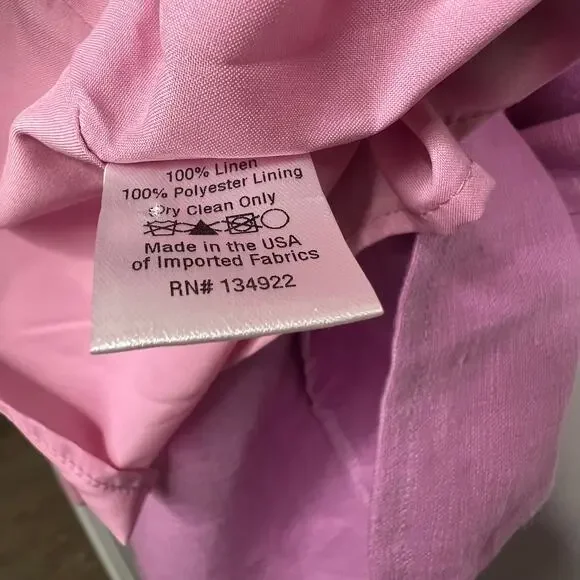 100% Linen
100% Polyester Lining
Dry Clean Only
Made in the USA
of Imported Fabrics
RN# 134922